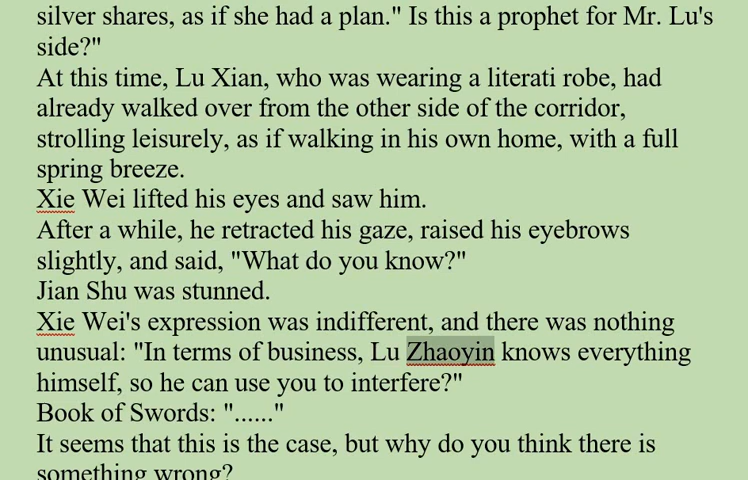 silver shares, as if she had a plan." Is this a prophet for Mr. Lu's
side?"
At this time, Lu Xian, who was wearing a literati robe, had
already walked over from the other side of the corridor,
strolling leisurely, as if walking in his own home, with a full
spring breeze.
Xie Wei lifted his eyes and saw him.
After a while, he retracted his gaze, raised his eyebrows
slightly, and said, "What do you know?"
Jian Shu was stunned.
Xie Wei's expression was indifferent, and there was nothing
unusual: "In terms of business, Lu Zhaoyin knows everything
himself, so he can use you to interfere?"
Book of Swords: "......"
It seems that this is the case, but why do you think there is
something wrong?